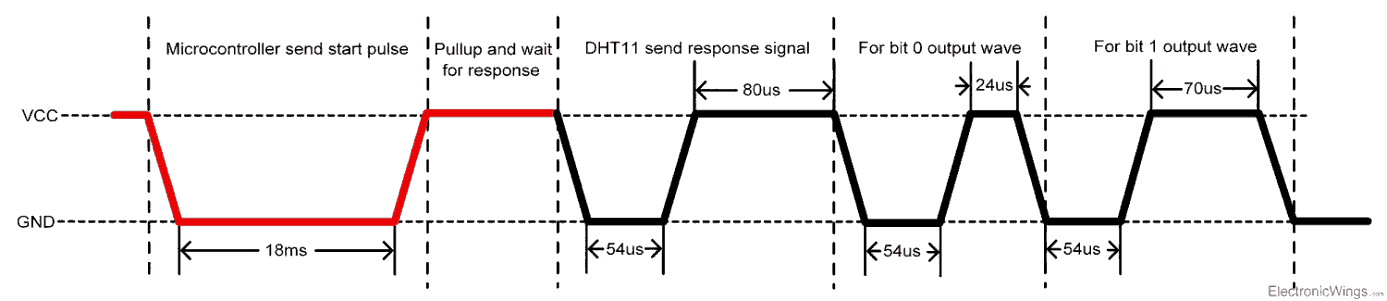 Microcontroller send start pulse
Pullup and wait
for response
DHT11 send response signal
For bit 0 output wave
For bit 1 output wave
80us
24us
70us
VCC
GND
18ms
54us
54us
54us
ElectronicWings.com